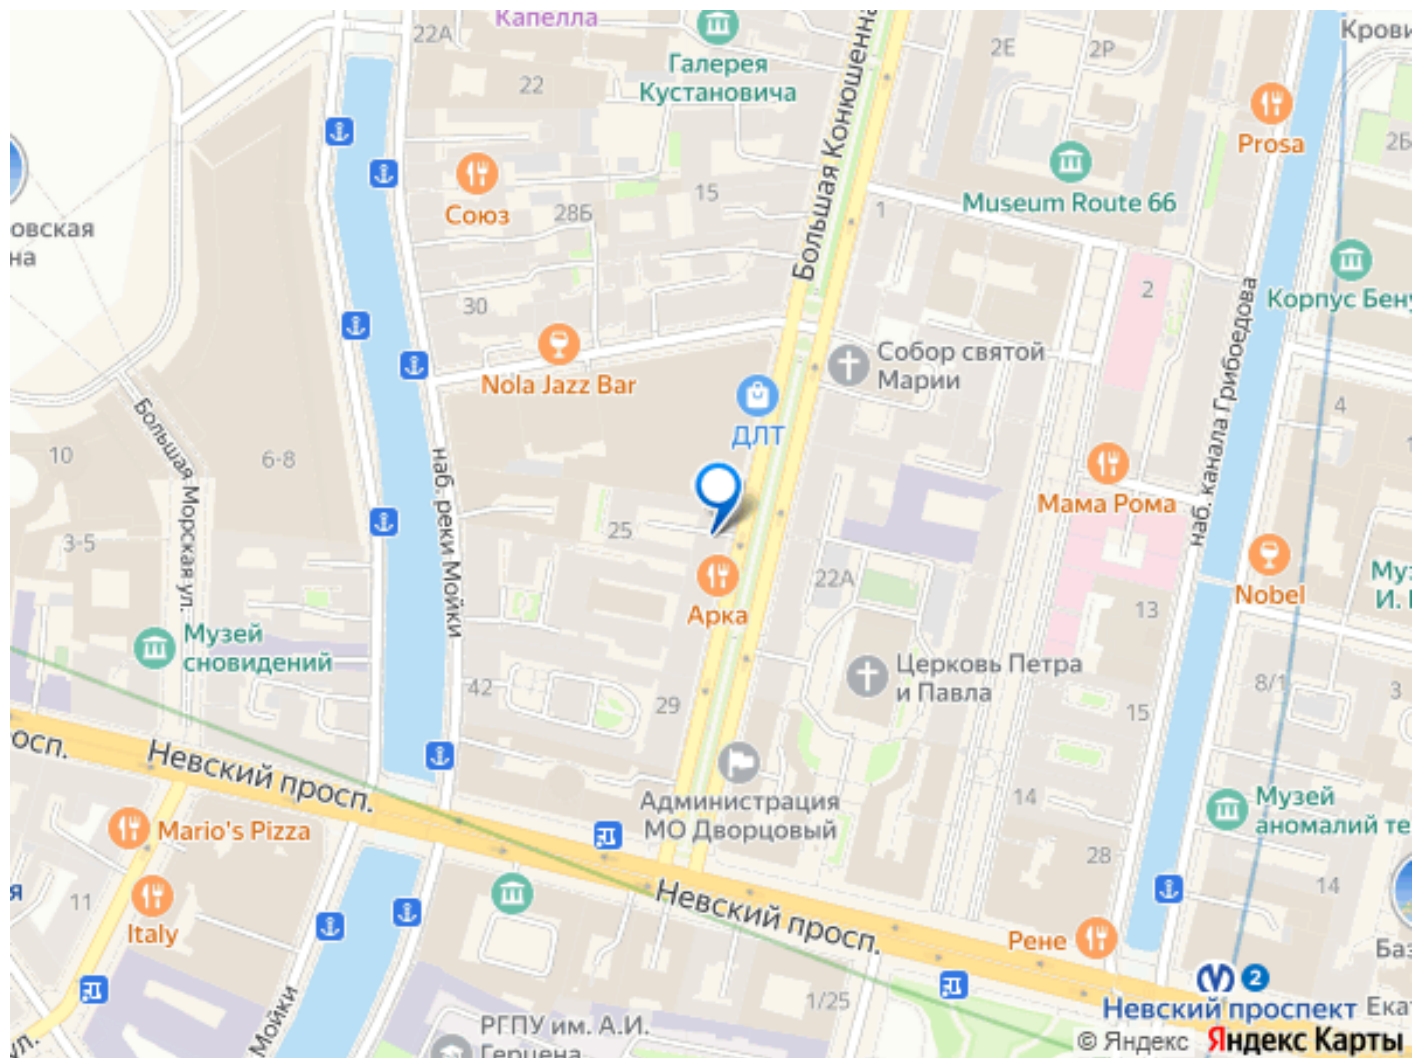 Капелла
22А
Галерея
Кустановича
22
2Е
2Р
Prosa
2Б
Museum Route 66
Союз
28Б
15
1
Большая Конюшенная
2
Корпус Бену
30
Nola Jazz Bar
Собор святой
Марии
ДЛТ
4
10
6-8
Большая Морская ул.
наб. реки Мойки
наб. канала Грибоедова
Мама Рома
25
3-5
22А
Арка
Nobel
13
Музей
сновидений
42
29
Церковь Петра
и Павла
15
8/1
3
Невский просп.
Администрация
МО Дворцовый
14
Музей
аномалий те
Mario's Pizza
28
14
11
Italy
Невский просп.
Рене
2
Невский проспект
1/25
РГПУ им. А.И.
Герцена
Мойки
© Яндекс Яндекс Карты